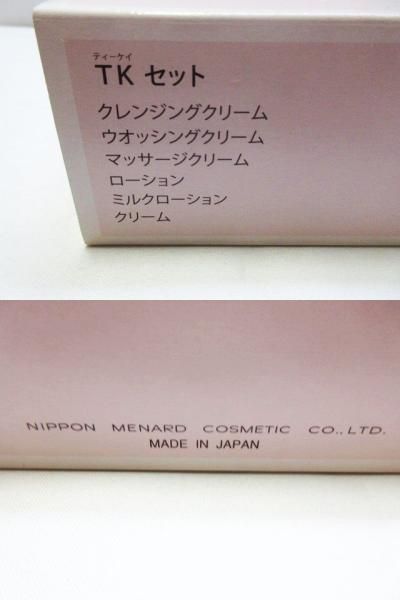 ティーケイ
TK セット
クレンジングクリーム
ウオッシングクリーム
マッサージクリーム
ローション
ミルクローション
クリーム
NIPPON MENARD COSMETIC CO., LTD.
MADE IN JAPAN